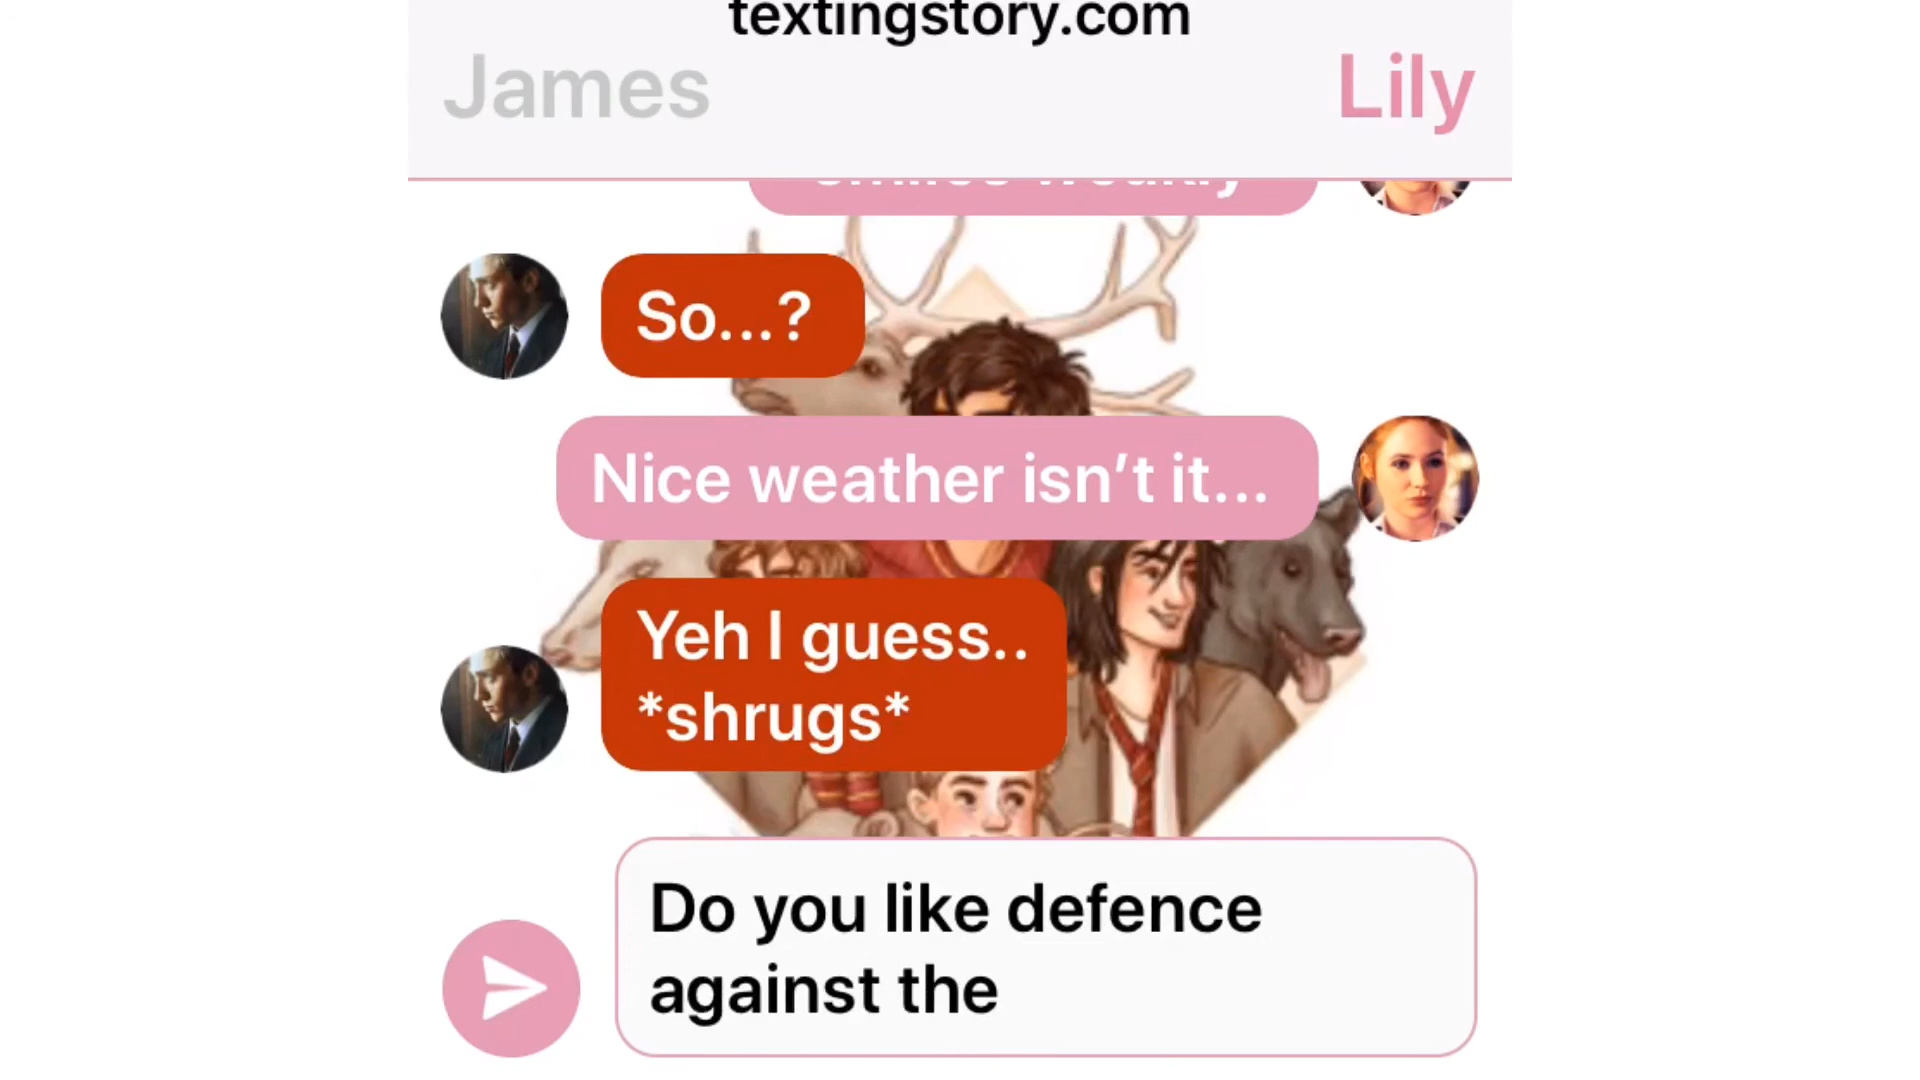 textingstory.com
James
Lily
So...?
Nice weather isn’t it...
Yeh I guess..
*shrugs*
Do you like defence
against the